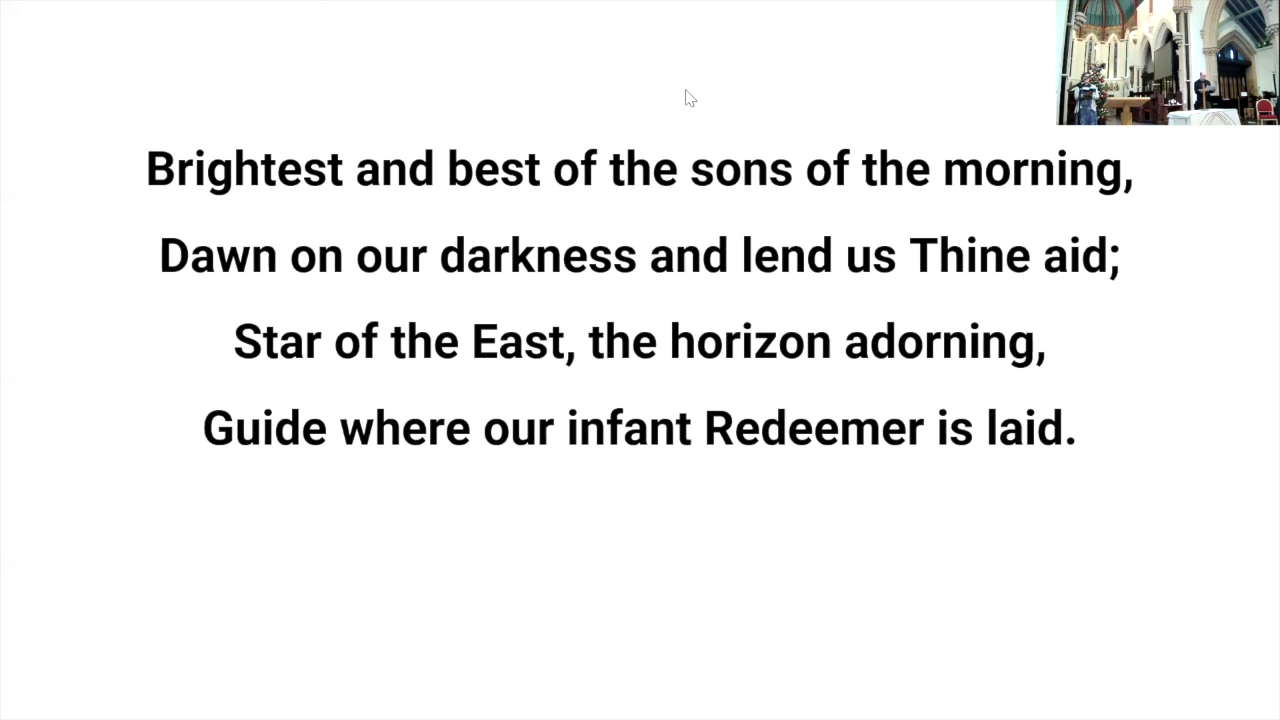 Brightest and best of the sons of the morning,
Dawn on our darkness and lend us Thine aid;
Star of the East, the horizon adorning,
Guide where our infant Redeemer is laid.